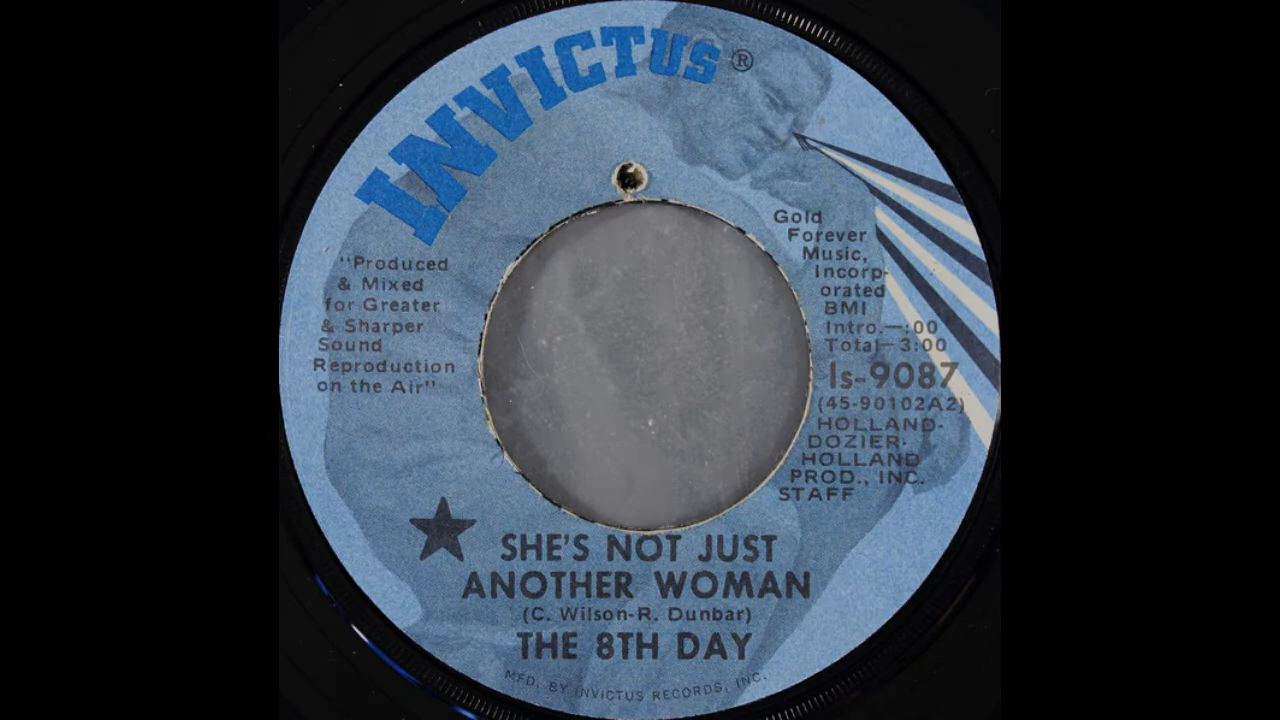 INVICTUS®
"Produced
& Mixed
for Greater
& Sharper
Sound
Reproduction
on the Air"
Gold
Forever
Music,
Incorp-
orated
BMI
Intro.—:00
Total—3:00
Is-9087
(45-90102A2)
HOLLAND-
DOZIER-
HOLLAND
PROD., INC.
STAFF
★ SHE'S NOT JUST
ANOTHER WOMAN
(C. Wilson-R. Dunbar)
THE 8TH DAY
MFD. BY INVICTUS RECORDS, INC.